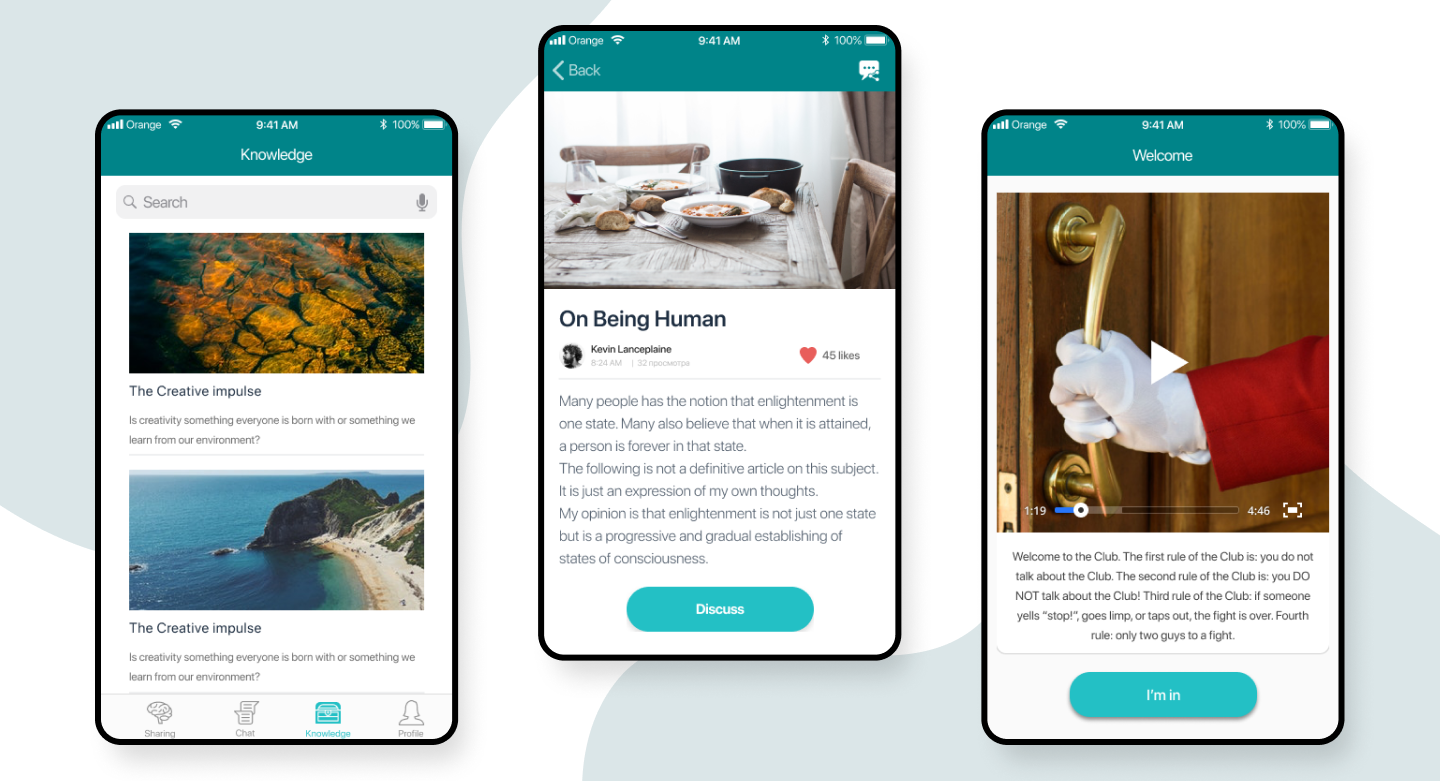 Orange 9:41 AM 100%
Knowledge
Search
The Creative impulse
Is creativity something everyone is born with or something we
learn from our environment?
The Creative impulse
Is creativity something everyone is born with or something we
learn from our environment?
Sharing Chat Knowledge Profile
Orange 9:41 AM 100%
Back
On Being Human
Kevin Lanceplaine
8:24 AM | 32 просмотра
45 likes
Many people has the notion that enlightenment is
one state. Many also believe that when it is attained,
a person is forever in that state.
The following is not a definitive article on this subject.
It is just an expression of my own thoughts.
My opinion is that enlightenment is not just one state
but is a progressive and gradual establishing of
states of consciousness.
Discuss
Orange 9:41 AM 100%
Welcome
1:19 4:46
Welcome to the Club. The first rule of the Club is: you do not
talk about the Club. The second rule of the Club is: you DO
NOT talk about the Club! Third rule of the Club: if someone
yells “stop!”, goes limp, or taps out, the fight is over. Fourth
rule: only two guys to a fight.
I’m in